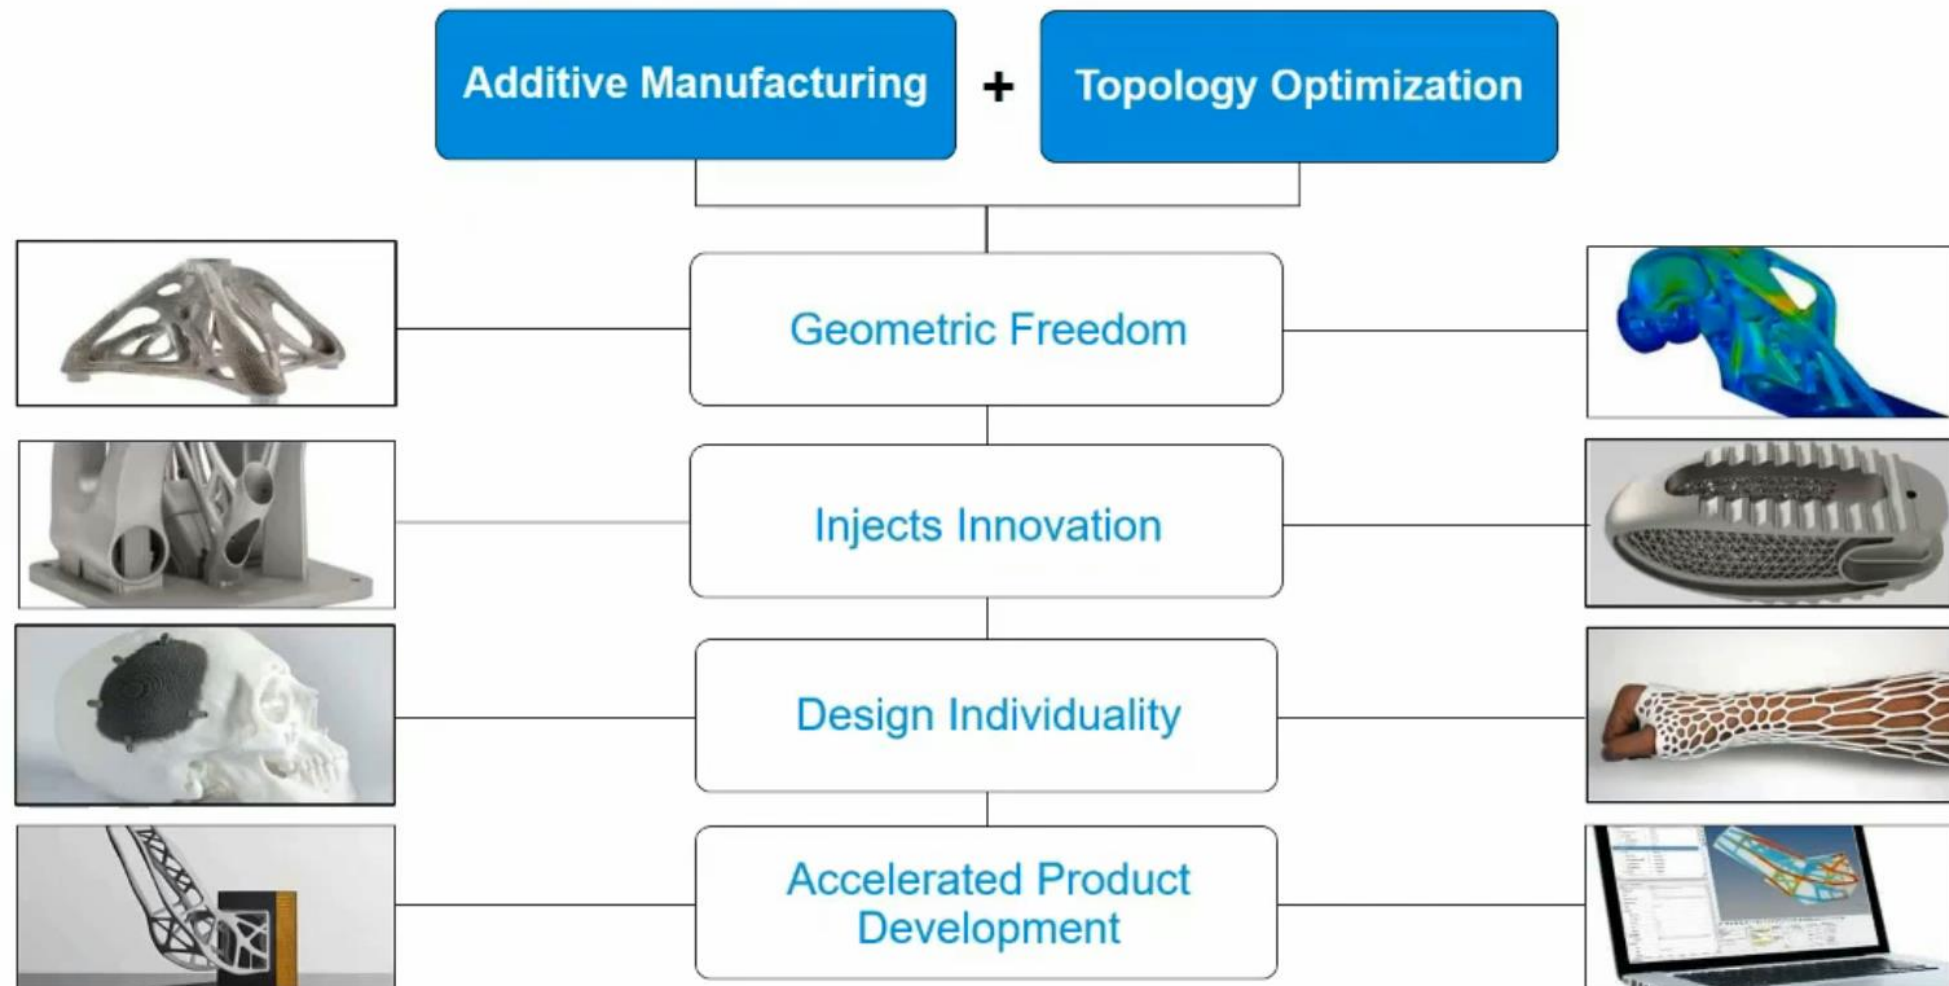 Additive Manufacturing
+
Topology Optimization
Geometric Freedom
Injects Innovation
Design Individuality
Accelerated Product
Development